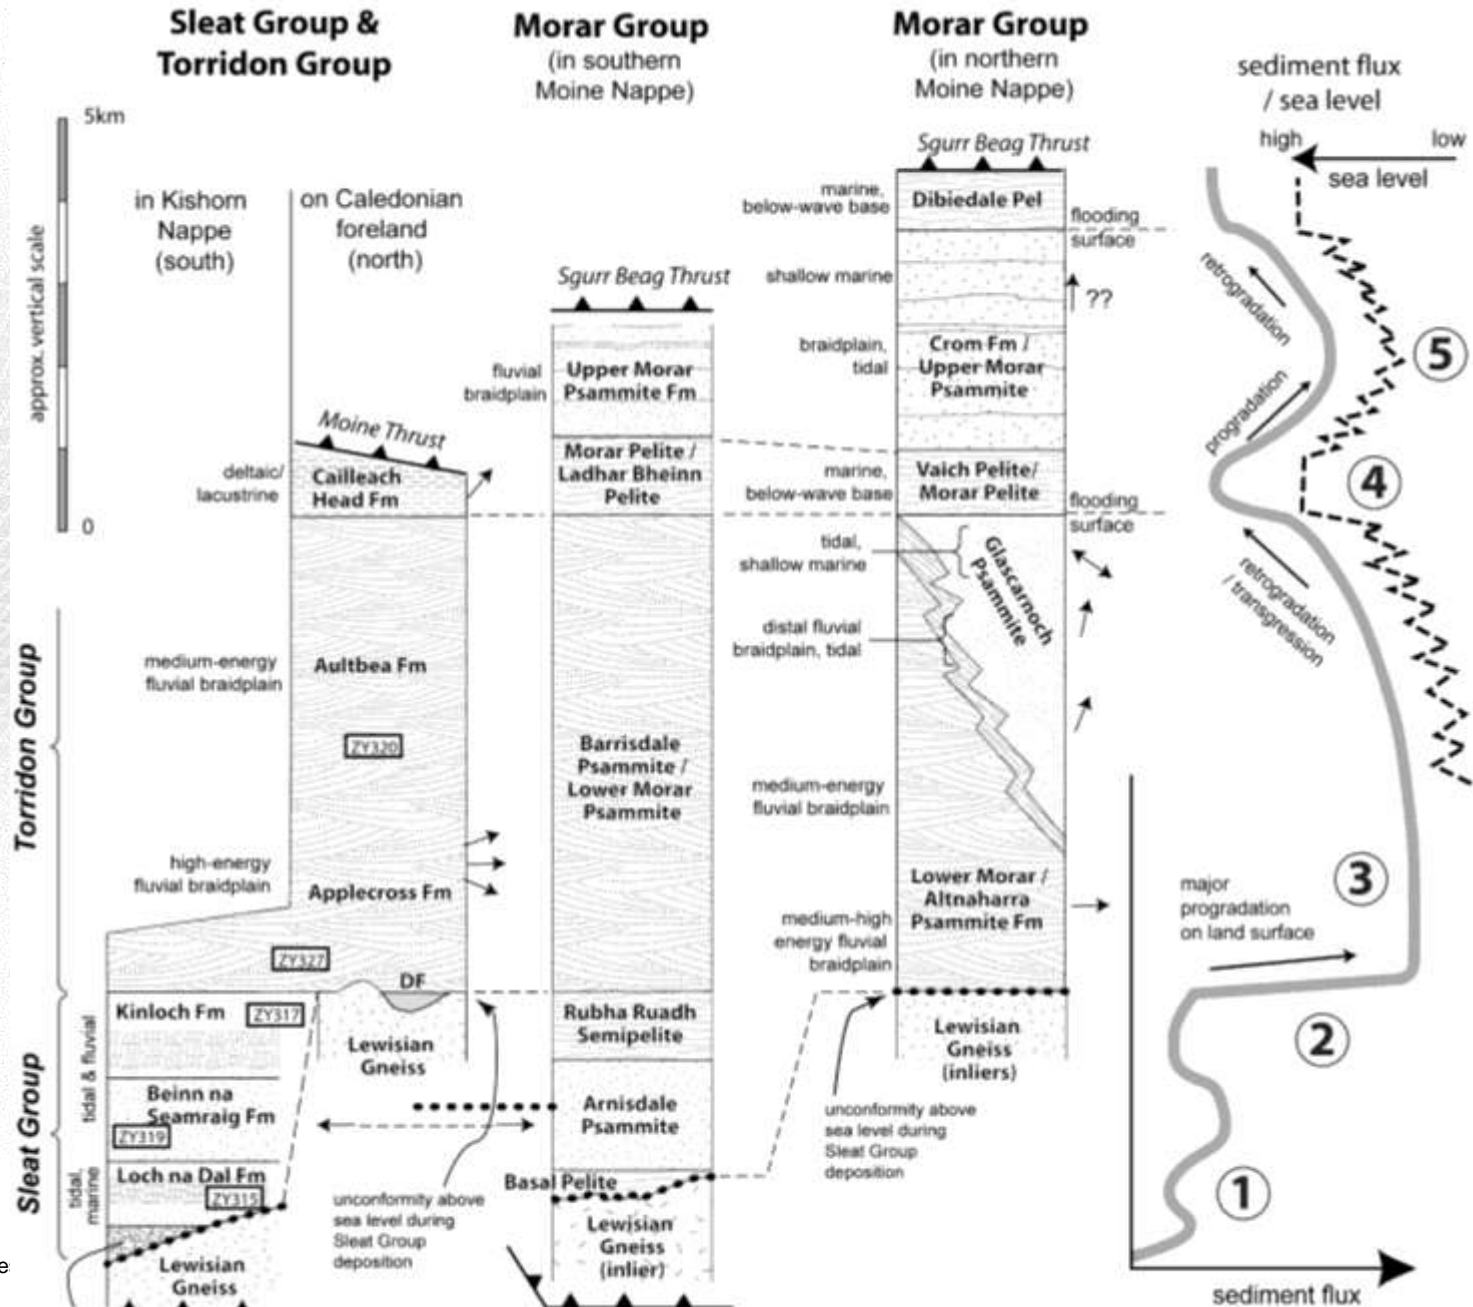 Sleat Group &
Torridon Group
Morar Group
(in southern
Moine Nappe)
Morar Group
(in northern
Moine Nappe)
sediment flux
/ sea level
high
low
sea level
5km
approx. vertical scale
0
in Kishorn
Nappe
(south)
on Caledonian
foreland
(north)
Moine Thrust
deltaic/
lacustrine
Cailleach
Head Fm
Torridon Group
medium-energy
fluvial braidplain
Aultbea Fm
ZY320
high-energy
fluvial braidplain
Applecross Fm
ZY327
DF
Sleat Group
tidal & fluvial
tidal,
marine
Kinloch Fm
ZY317
Lewisian
Gneiss
Beinn na
Seamraig Fm
ZY319
Loch na Dal Fm
ZY315
Lewisian
Gneiss
e
unconformity above
sea level during
Sleat Group
deposition
Sgurr Beag Thrust
fluvial
braidplain
Upper Morar
Psammite Fm
Morar Pelite /
Ladhar Bheinn
Pelite
Barrisdale
Psammite /
Lower Morar
Psammite
Rubha Ruadh
Semipelite
Arnisdale
Psammite
Basal Pelite
Lewisian
Gneiss
(inlier)
Sgurr Beag Thrust
marine,
below-wave base
Dibiedale Pel
flooding
surface
shallow marine
??
braidplain,
tidal
Crom Fm /
Upper Morar
Psammite
marine,
below-wave base
Vaich Pelite/
Morar Pelite
flooding
surface
tidal,
shallow marine
Glascarnoch
Psammite
distal fluvial
braidplain, tidal
medium-energy
fluvial braidplain
Lower Morar /
Altnaharra
Psammite Fm
medium-high
energy fluvial
braidplain
Lewisian
Gneiss
(inliers)
unconformity above
sea level during
Sleat Group
deposition
retrogradation
5
progradation
4
retrogradation
/ transgression
3
major
progradation
on land surface
2
1
sediment flux